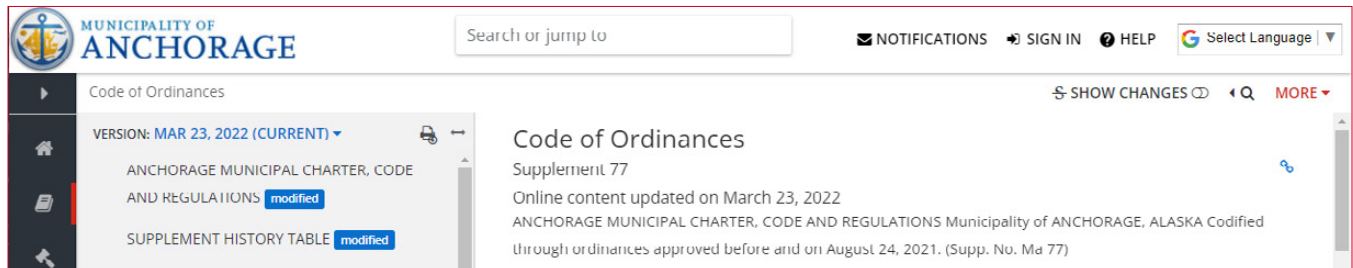 MUNICIPALITY OF
ANCHORAGE
Search or jump to
NOTIFICATIONS SIGN IN HELP Select Language
Code of Ordinances
SHOW CHANGES MORE
VERSION: MAR 23, 2022 (CURRENT)
ANCHORAGE MUNICIPAL CHARTER, CODE
AND REGULATIONS modified
SUPPLEMENT HISTORY TABLE modified
Code of Ordinances
Supplement 77
Online content updated on March 23, 2022
ANCHORAGE MUNICIPAL CHARTER, CODE AND REGULATIONS Municipality of ANCHORAGE, ALASKA Codified
through ordinances approved before and on August 24, 2021. (Supp. No. Ma 77)